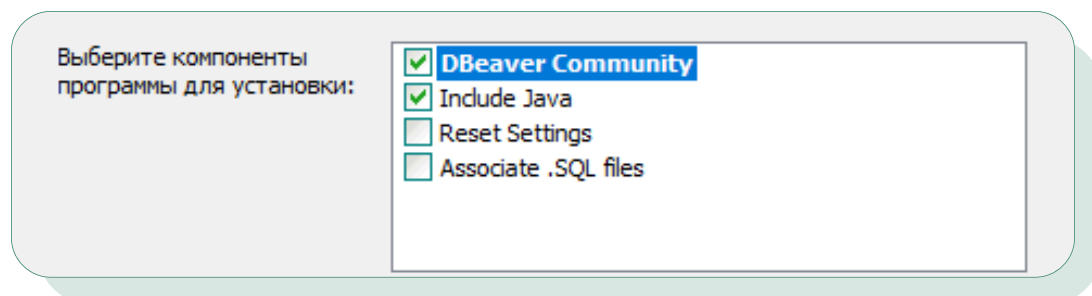 Выберите компоненты
программы для установки:
DBeaver Community
Include Java
Reset Settings
Associate .SQL files